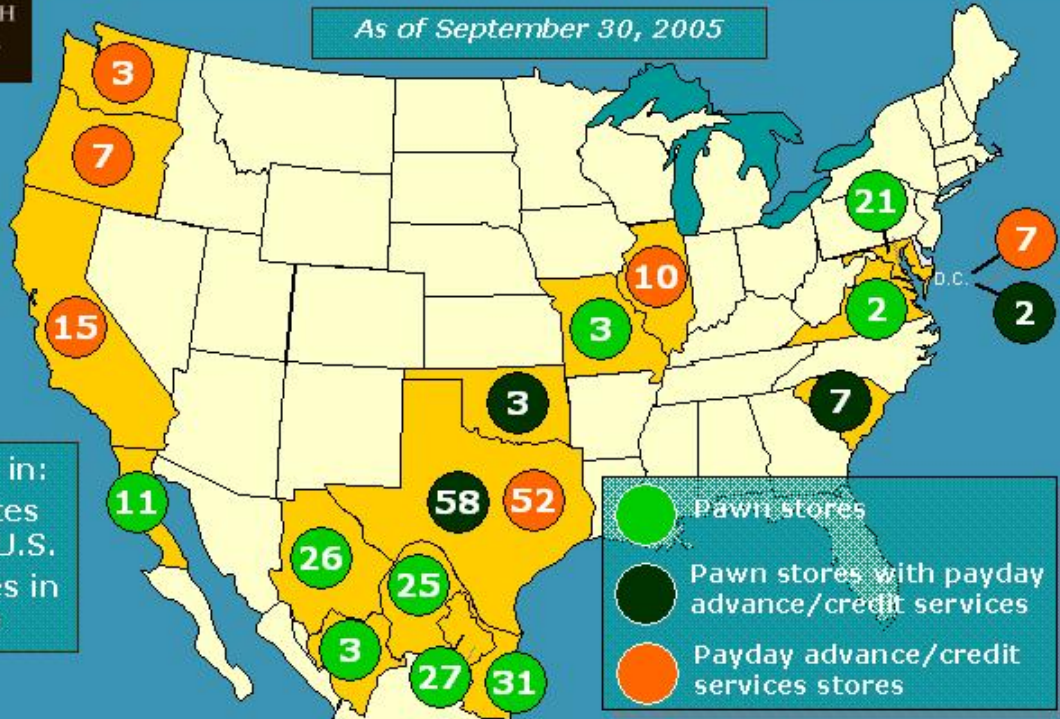 H
As of September 30, 2005
3
7
21
7
10
D.C.
15
3
2
2
3
7
in:
tes
J.S.
es in
11
58
52
26
25
3
27
31
Pawn stores
Pawn stores with payday
advance/credit services
Payday advance/credit
services stores